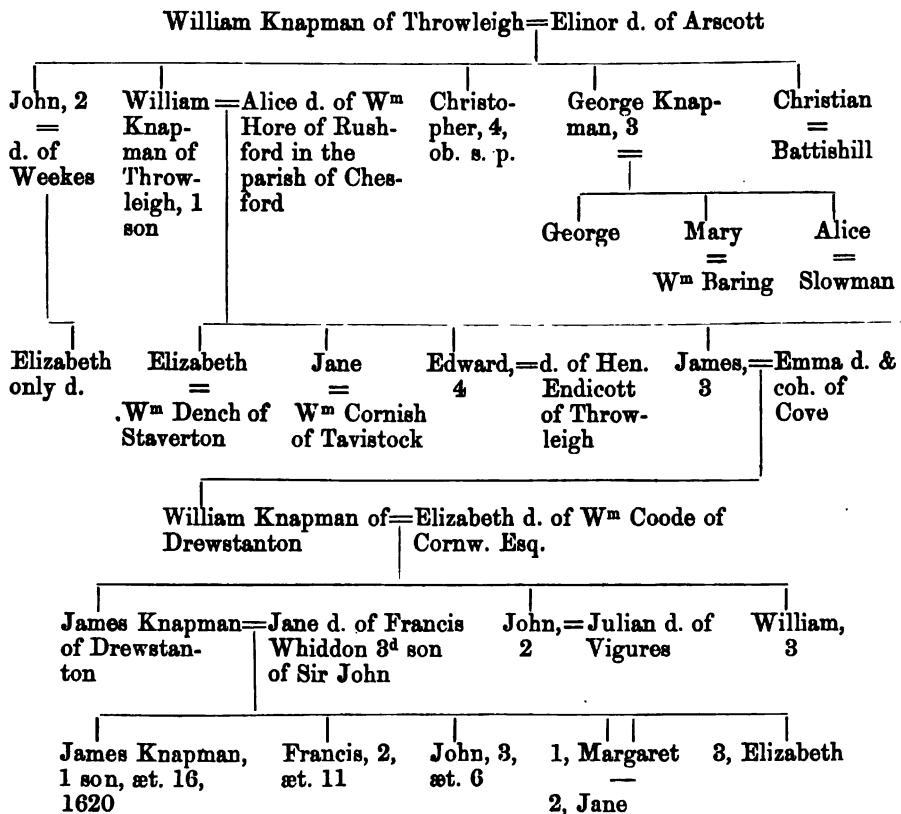 William Knapman of Throwleigh=Elinor d. of Arscott
John, 2
=
d. of
Weekes
William=Alice d. of Wᵐ
Knap-
man of
Throw-
leigh, 1
son
Hore of Rush-
ford in the
parish of Ches-
ford
Christo-
pher, 4,
ob. s. p.
George Knap-
man, 3
=
Christian
=
Battishill
George
Mary
=
Wᵐ Baring
Alice
=
Slowman
Elizabeth
only d.
Elizabeth
=
.Wᵐ Dench of
Staverton
Jane
=
Wᵐ Cornish
of Tavistock
Edward,=d. of Hen.
4
Endicott
of Throw-
leigh
James,=Emma d. &
3
coh. of
Cove
William Knapman of=Elizabeth d. of Wᵐ Coode of
Drewstanton
Cornw. Esq.
James Knapman=Jane d. of Francis
of Drewstan-
ton
Whiddon 3ᵈ son
of Sir John
John,=Julian d. of
2
Vigures
William,
3
James Knapman,
1 son, æt. 16,
1620
Francis, 2,
æt. 11
John, 3,
æt. 6
1, Margaret
—
2, Jane
3, Elizabeth